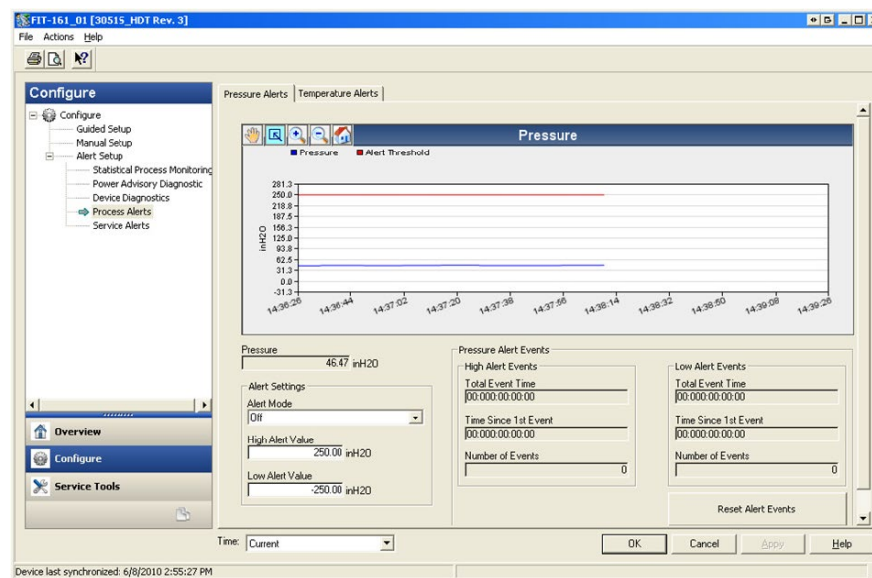 FIT-161_01 [3051S_HDT Rev. 3]
File Actions Help
Configure
Configure
Guided Setup
Manual Setup
Alert Setup
Statistical Process Monitoring
Power Advisory Diagnostic
Device Diagnostics
Process Alerts
Service Alerts
Overview
Configure
Service Tools
Pressure Alerts Temperature Alerts
Pressure
Pressure Alert Threshold
281.3
250.0
218.8
187.5
156.3
125.0
93.8
62.5
31.3
0.0
-31.3
inH2O
14:36:26 14:36:44 14:37:02 14:37:20 14:37:38 14:37:56 14:38:14 14:38:32 14:38:50 14:39:08 14:39:26
Pressure
46.47 inH2O
Alert Settings
Alert Mode
Off
High Alert Value
250.00 inH2O
Low Alert Value
-250.00 inH2O
Pressure Alert Events
High Alert Events
Total Event Time
00:000:00:00:00
Time Since 1st Event
00:000:00:00:00
Number of Events
0
Low Alert Events
Total Event Time
00:000:00:00:00
Time Since 1st Event
00:000:00:00:00
Number of Events
0
Reset Alert Events
Time: Current
OK Cancel Apply Help
Device last synchronized: 6/8/2010 2:55:27 PM